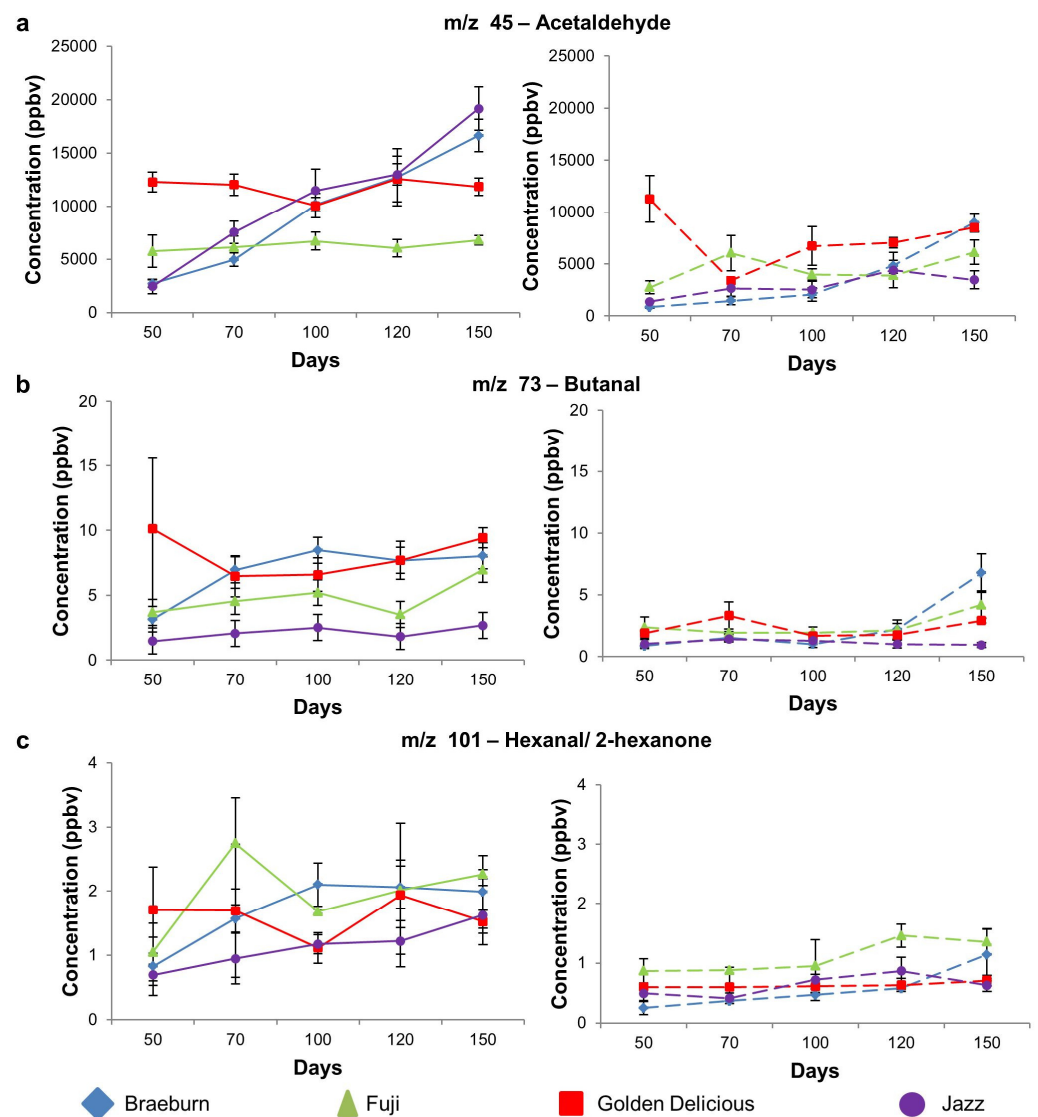 a
m/z 45 – Acetaldehyde
Concentration (ppbv)
25000
20000
15000
10000
5000
0
50 70 100 120 150
Days
Concentration (ppbv)
25000
20000
15000
10000
5000
0
50 70 100 120 150
Days
b
m/z 73 – Butanal
Concentration (ppbv)
20
15
10
5
0
50 70 100 120 150
Days
Concentration (ppbv)
20
15
10
5
0
50 70 100 120 150
Days
c
m/z 101 – Hexanal/ 2-hexanone
Concentration (ppbv)
4
3
2
1
0
50 70 100 120 150
Days
Concentration (ppbv)
4
3
2
1
0
50 70 100 120 150
Days
Braeburn Fuji Golden Delicious Jazz